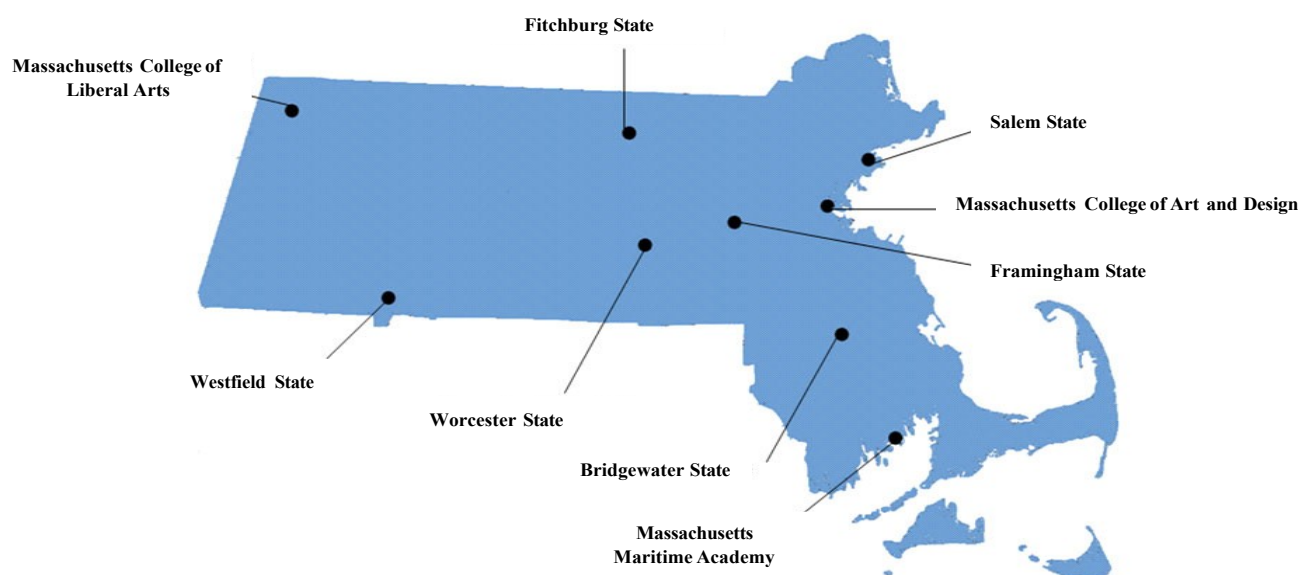 Fitchburg State
Massachusetts College of
Liberal Arts
Salem State
Massachusetts College of Art and Design
Framingham State
Westfield State
Worcester State
Bridgewater State
Massachusetts
Maritime Academy